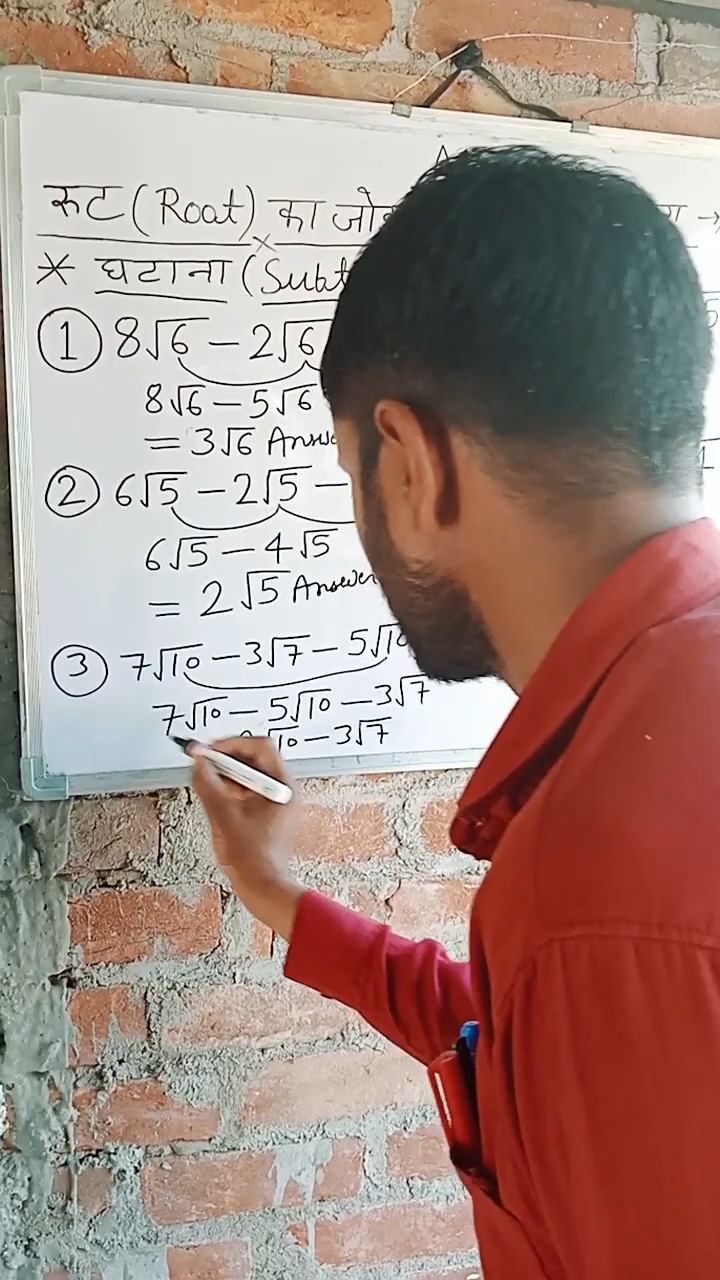 रूट (Root) का
* घटाना (Subt
① 8√6 - 2√6
8√6 - 5√6
= 3√6 Answe
② 6√5 - 2√5 -
6√5 - 4√5
= 2√5 Answer
③ 7√10 - 3√7 - 5√10
7√10 - 5√10 - 3√7
√10 - 3√7